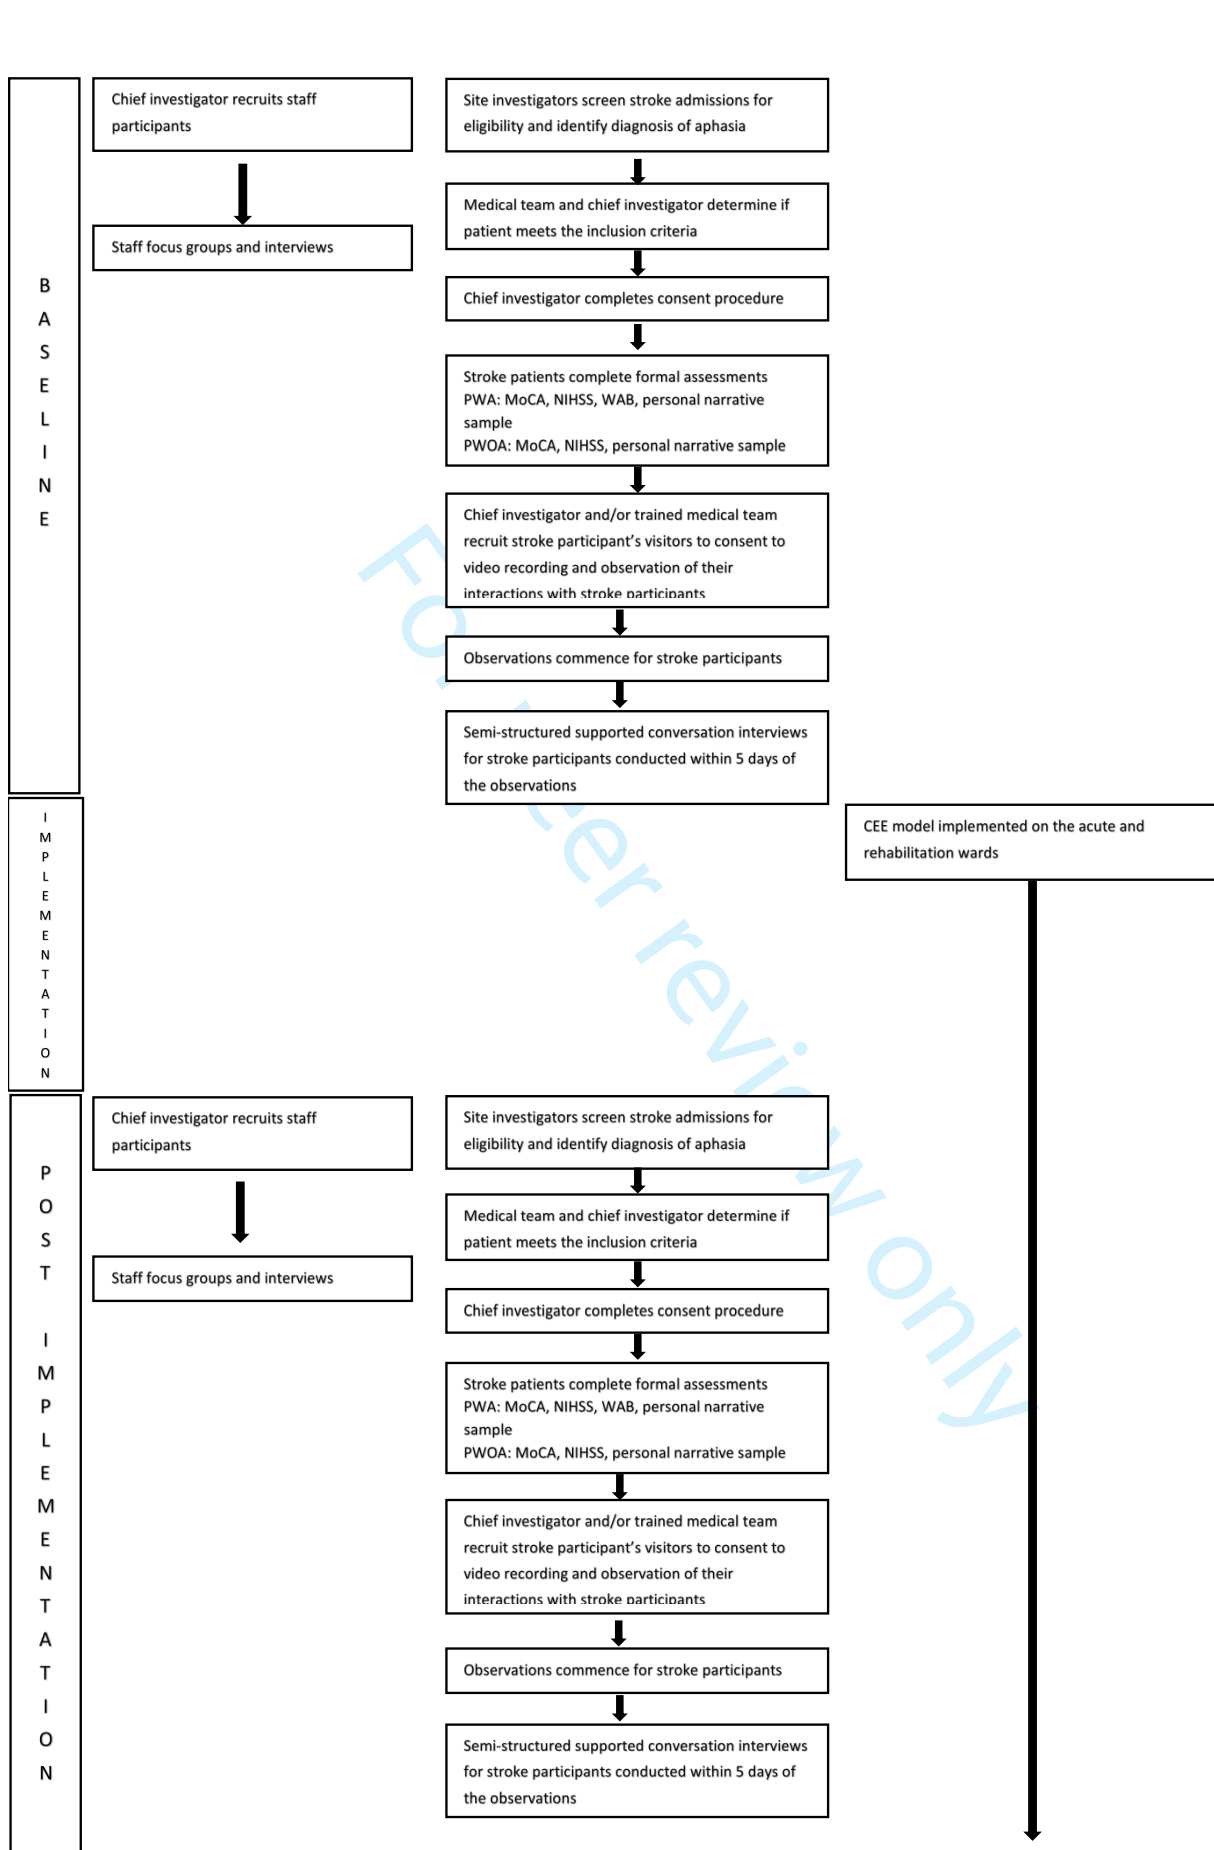 BASELINE
Chief investigator recruits staff
participants
Staff focus groups and interviews
Site investigators screen stroke admissions for
eligibility and identify diagnosis of aphasia
Medical team and chief investigator determine if
patient meets the inclusion criteria
Chief investigator completes consent procedure
Stroke patients complete formal assessments
PWA: MoCA, NIHSS, WAB, personal narrative
sample
PWOA: MoCA, NIHSS, personal narrative sample
Chief investigator and/or trained medical team
recruit stroke participant’s visitors to consent to
video recording and observation of their
interactions with stroke participants
Observations commence for stroke participants
Semi-structured supported conversation interviews
for stroke participants conducted within 5 days of
the observations
IMPLEMENTATION
CEE model implemented on the acute and
rehabilitation wards
POST IMPLEMENTATION
Chief investigator recruits staff
participants
Staff focus groups and interviews
Site investigators screen stroke admissions for
eligibility and identify diagnosis of aphasia
Medical team and chief investigator determine if
patient meets the inclusion criteria
Chief investigator completes consent procedure
Stroke patients complete formal assessments
PWA: MoCA, NIHSS, WAB, personal narrative
sample
PWOA: MoCA, NIHSS, personal narrative sample
Chief investigator and/or trained medical team
recruit stroke participant’s visitors to consent to
video recording and observation of their
interactions with stroke participants
Observations commence for stroke participants
Semi-structured supported conversation interviews
for stroke participants conducted within 5 days of
the observations
For peer review only